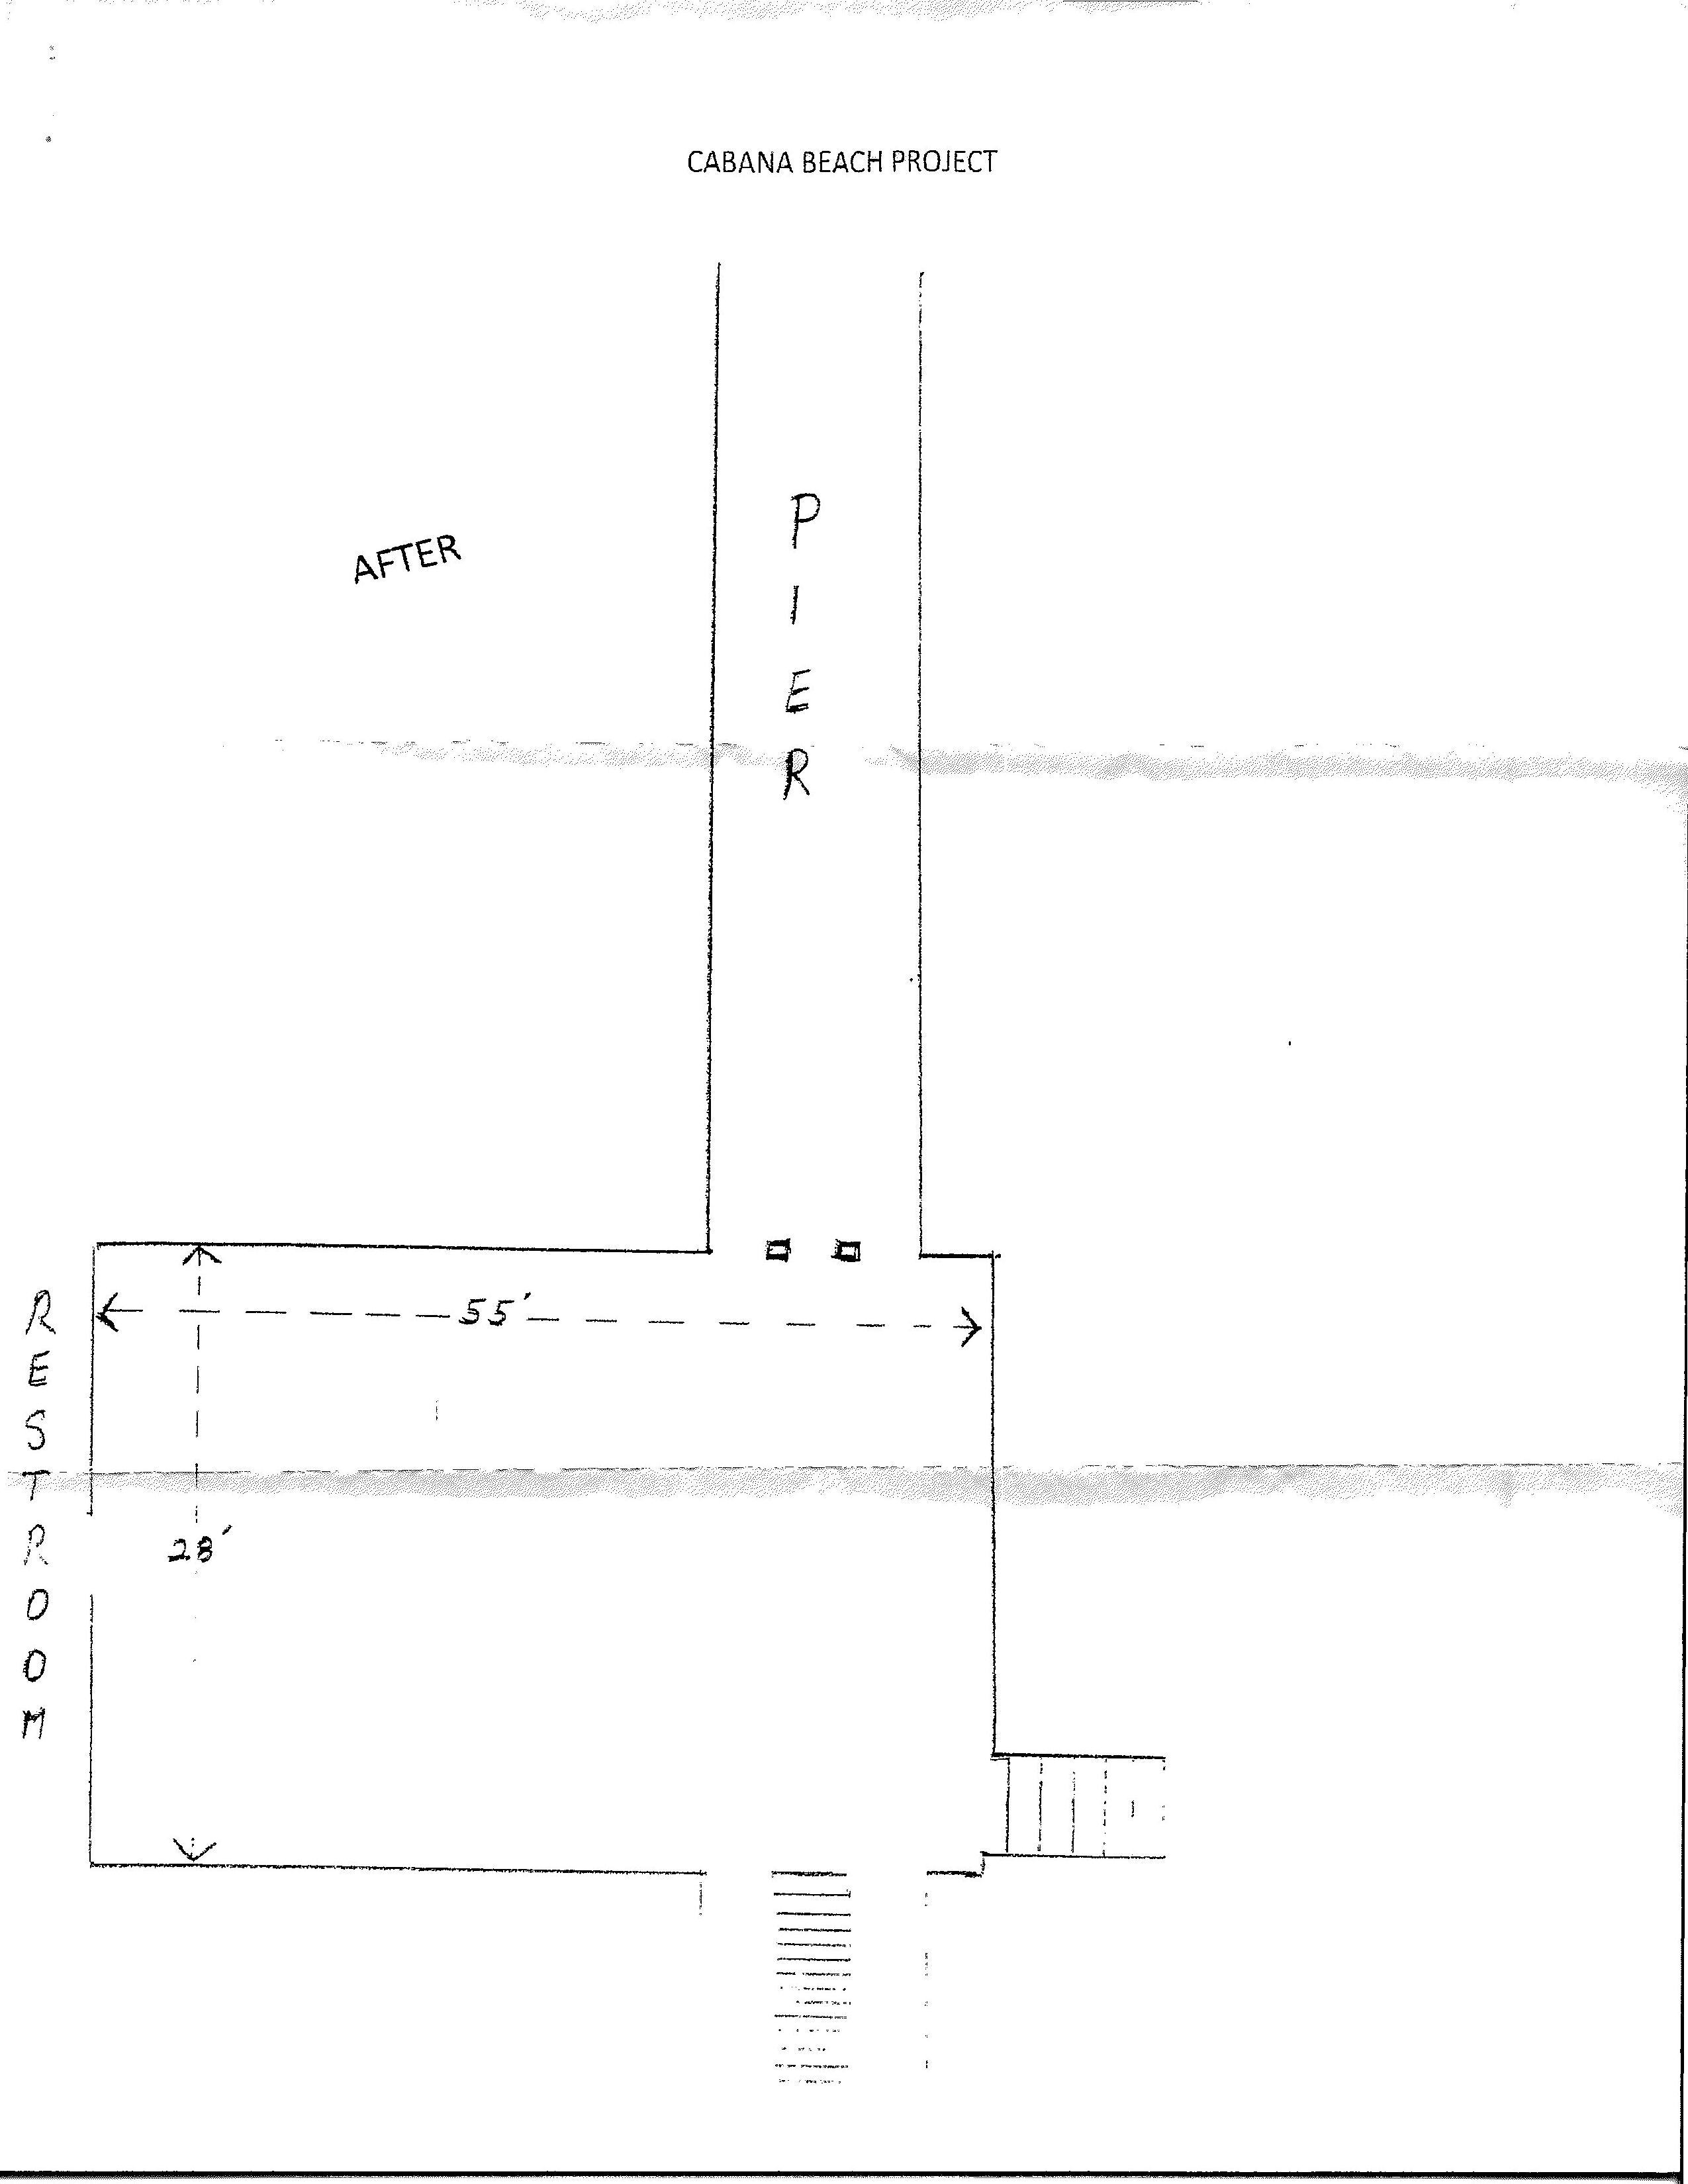 CABANA BEACH PROJECT
AFTER
PIER
55'
RESTROOM
28'